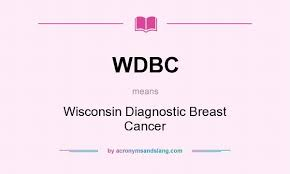 WDBC
means
Wisconsin Diagnostic Breast
Cancer
by acronymsandslang.com